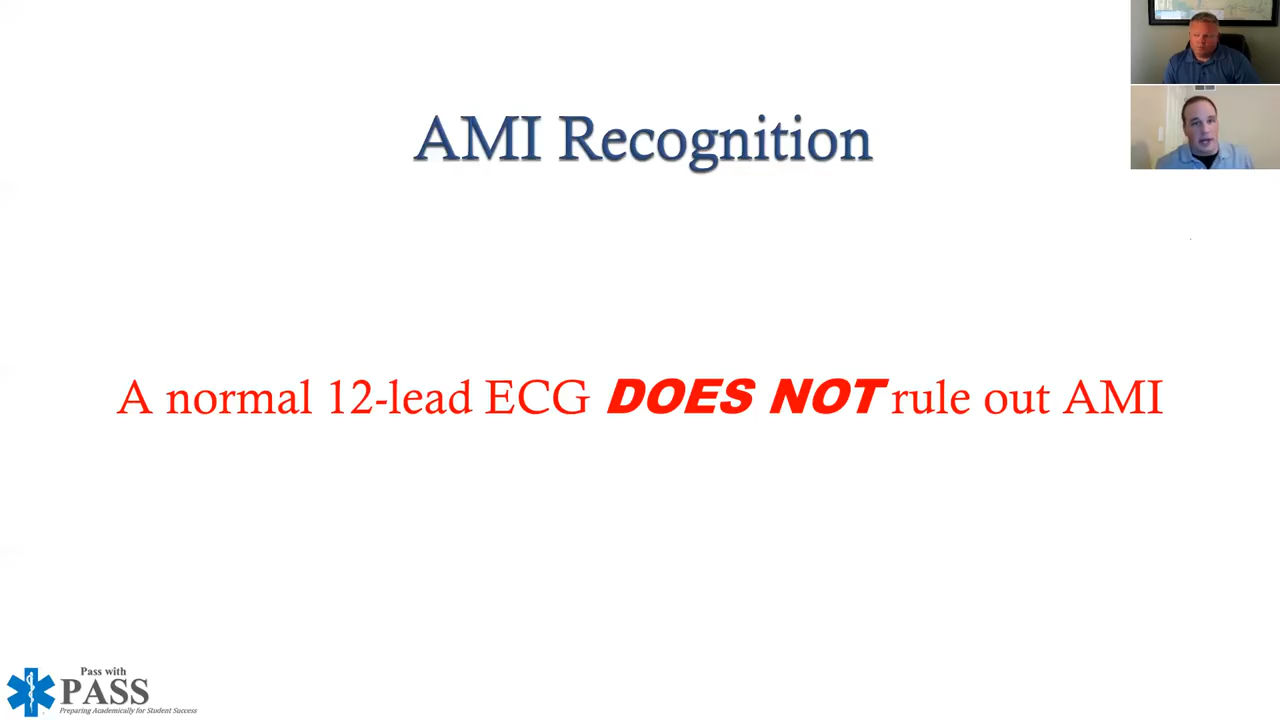 AMI Recognition
A normal 12-lead ECG DOES NOT rule out AMI
Pass with
PASS
Preparing Academically for Student Success